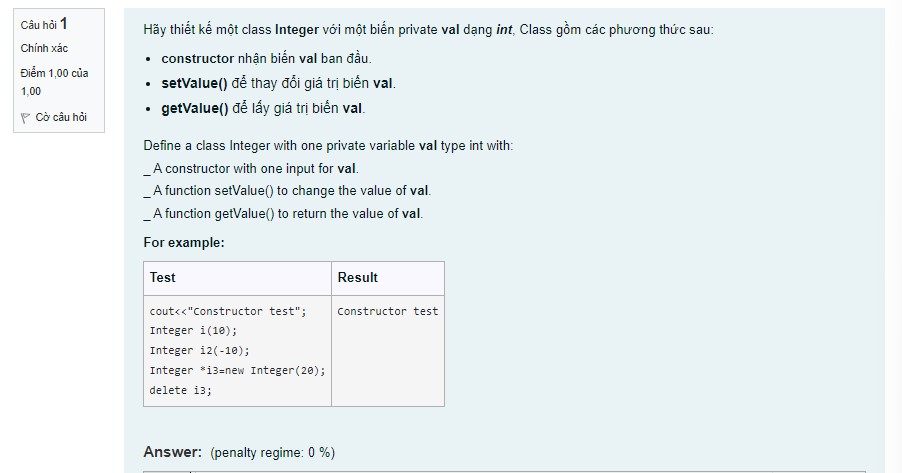 Câu hỏi 1
Chính xác
Điểm 1,00 của
1,00
Cờ câu hỏi
Hãy thiết kế một class Integer với một biến private val dạng int, Class gồm các phương thức sau:
• constructor nhận biến val ban đầu.
• setValue() để thay đổi giá trị biến val.
• getValue() để lấy giá trị biến val.
Define a class Integer with one private variable val type int with:
_ A constructor with one input for val.
_ A function setValue() to change the value of val.
_ A function getValue() to return the value of val.
For example:
Test Result
cout<<"Constructor test"; Constructor test
Integer i(10);
Integer i2(-10);
Integer *i3=new Integer(20);
delete i3;
Answer: (penalty regime: 0 %)